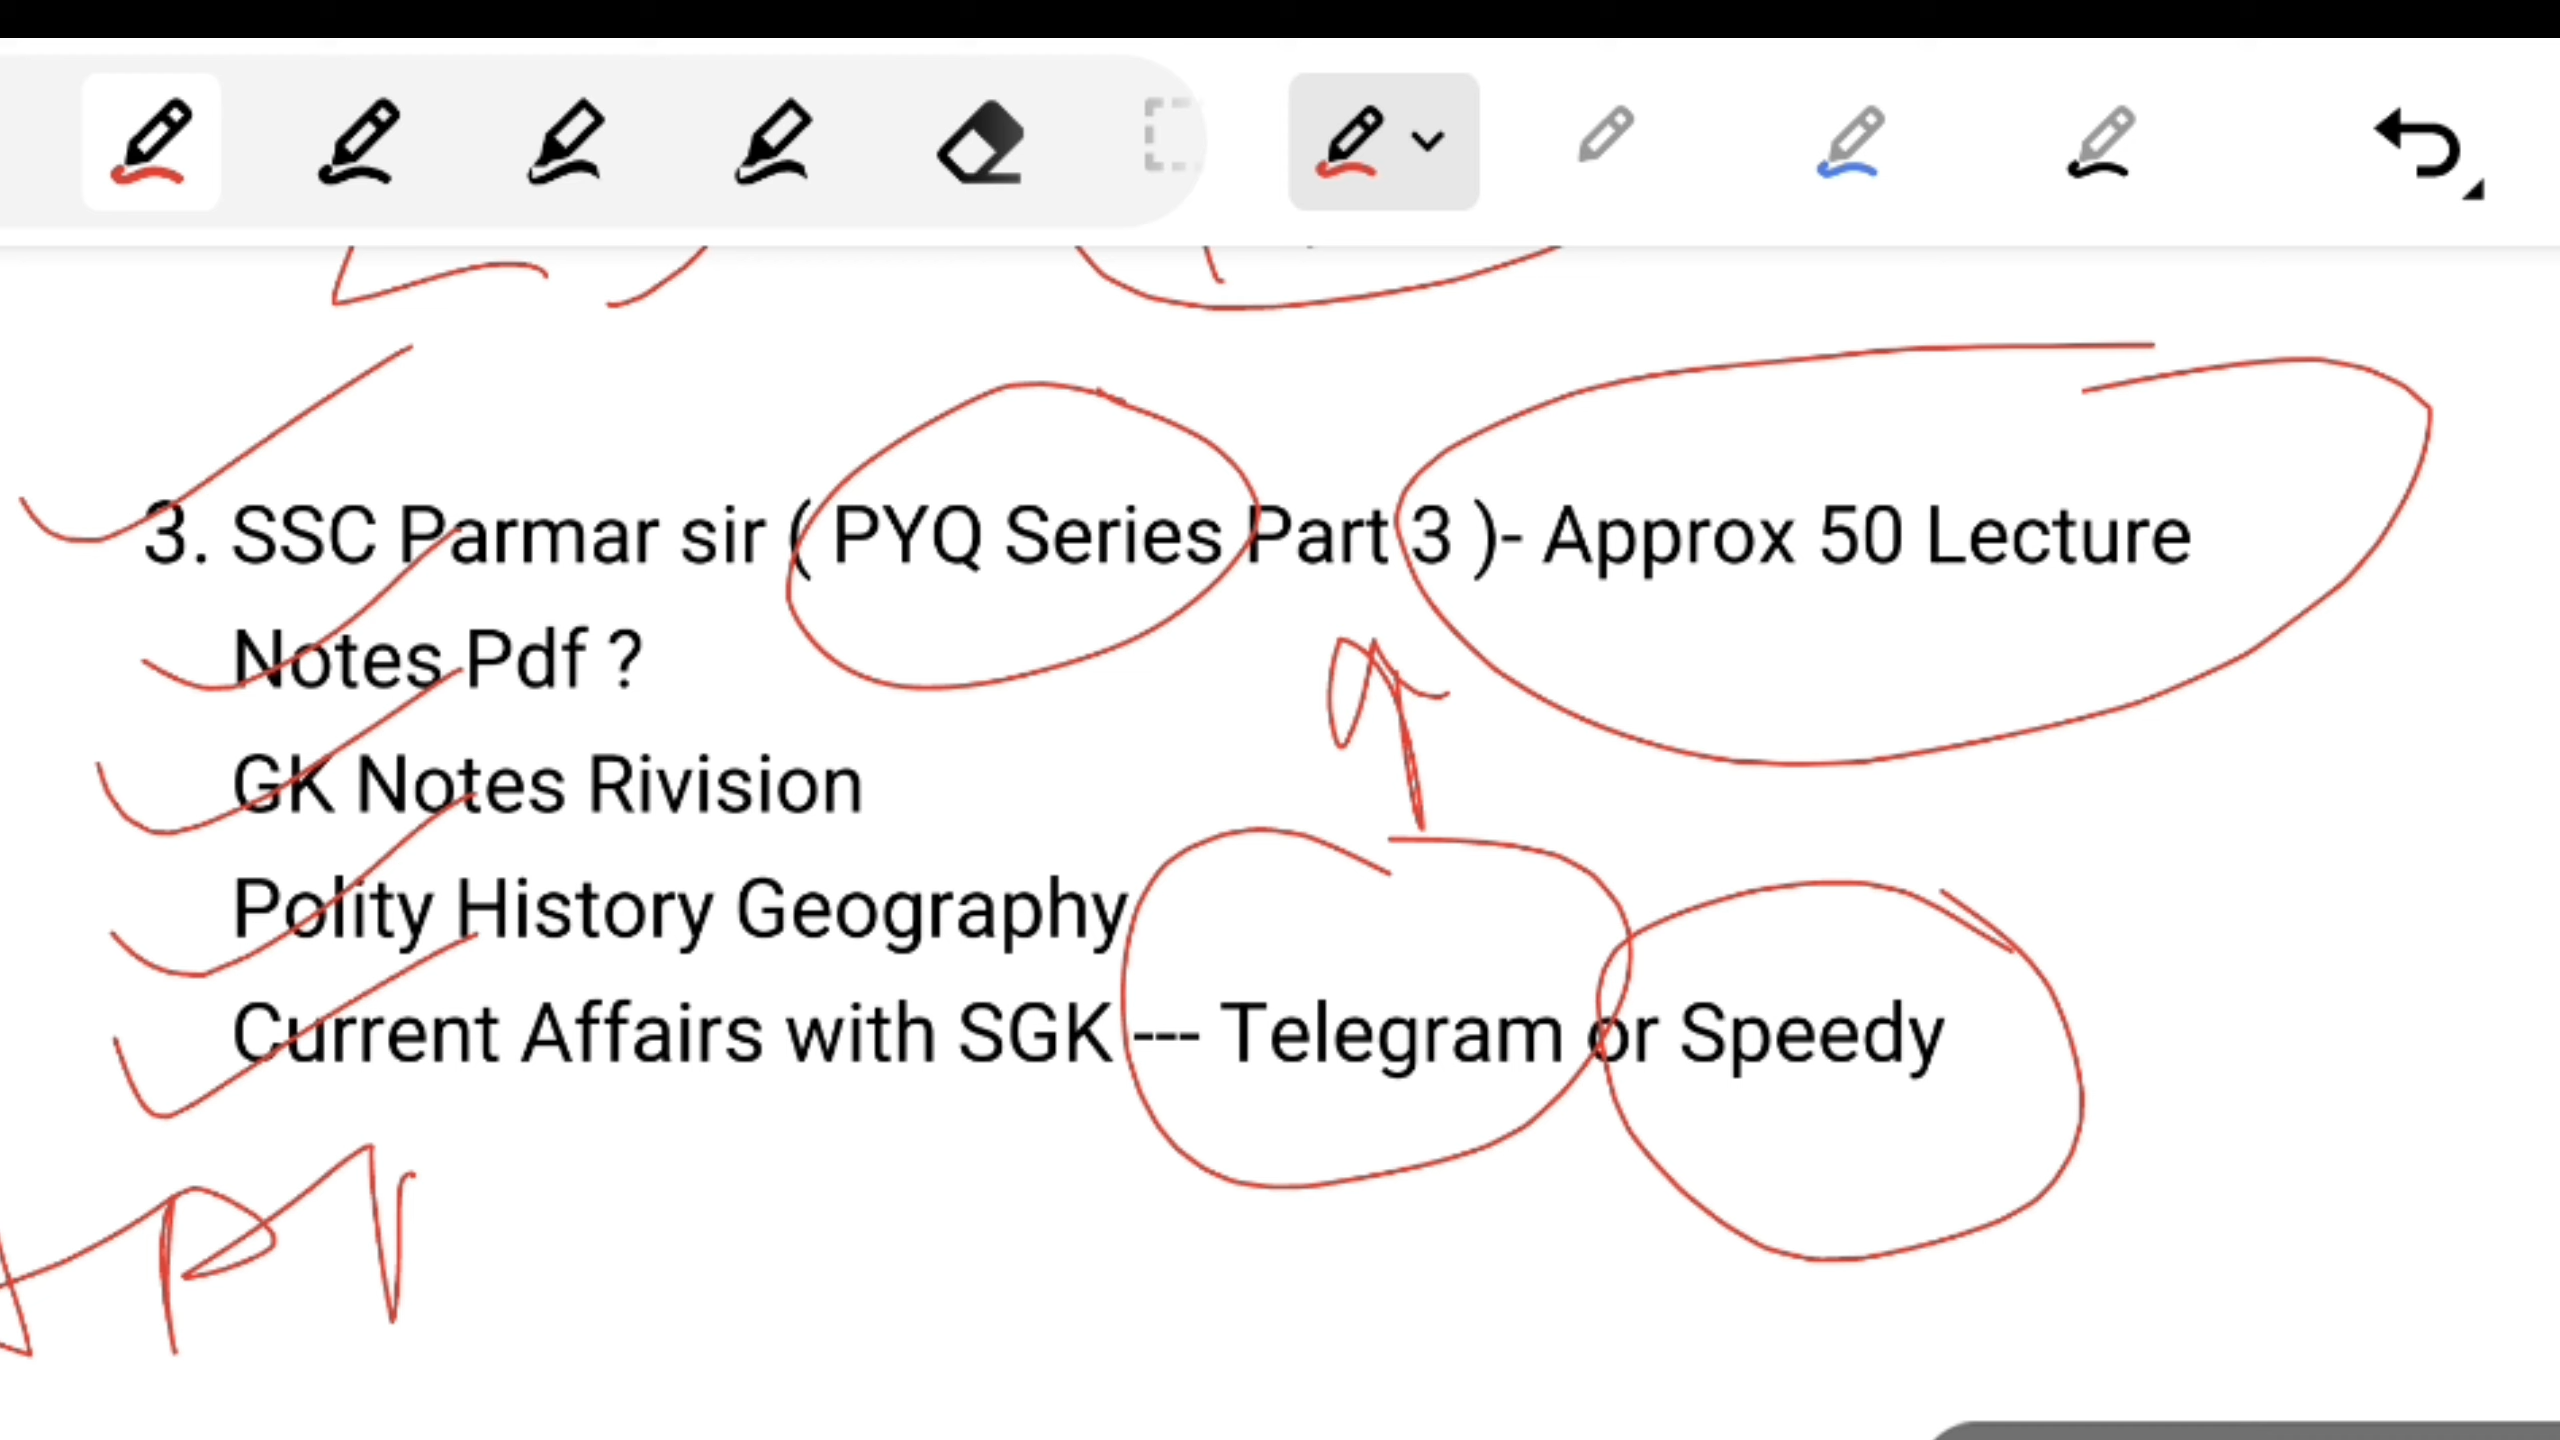 3. SSC Parmar sir ( PYQ Series Part 3 )- Approx 50 Lecture
Notes Pdf ?
GK Notes Rivision
Polity History Geography
Current Affairs with SGK --- Telegram or Speedy